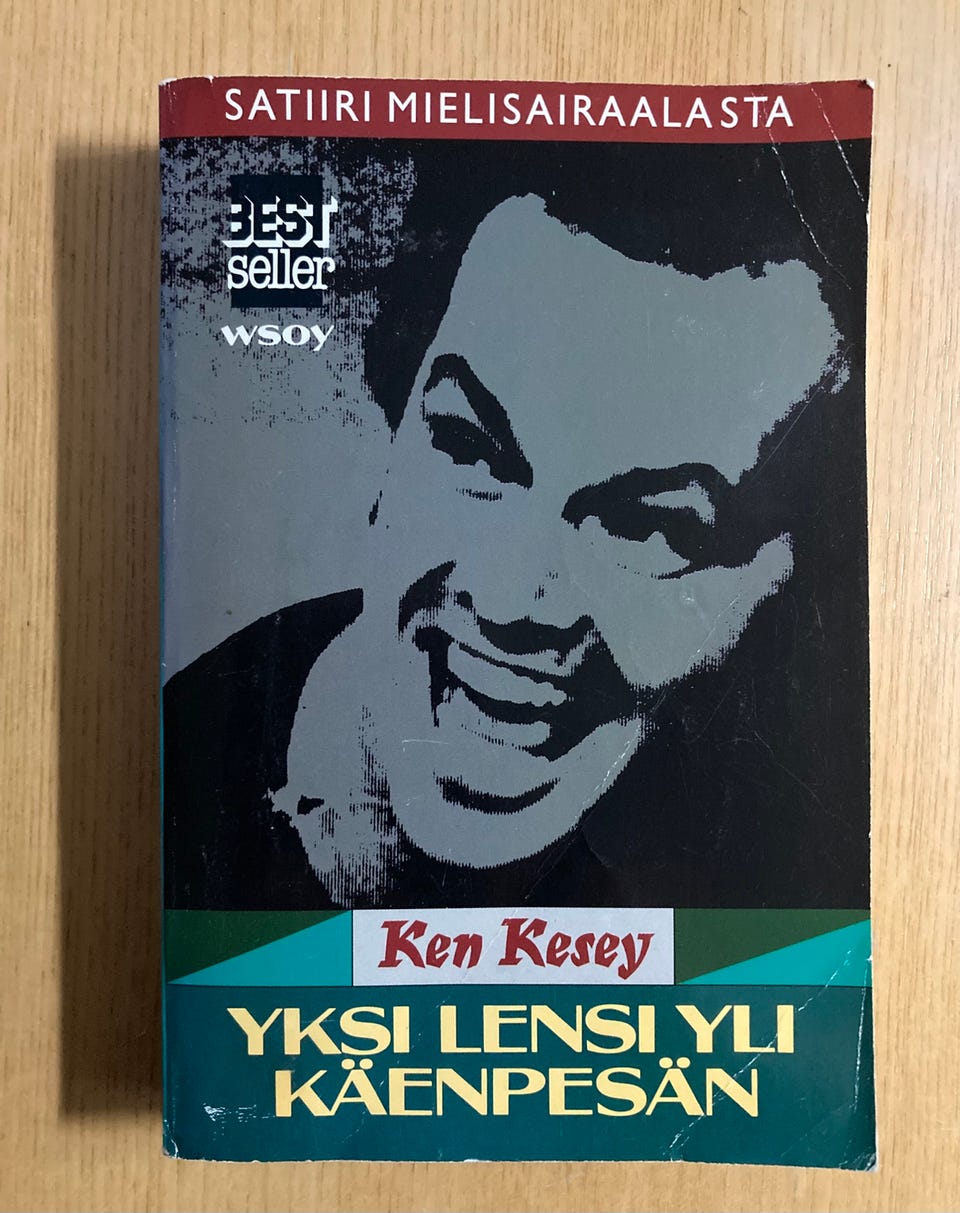 SATIIRI MIELISAIRAALASTA
BEST
seller
wsoy
Ken Kesey
YKSI LENSI YLI
KÄENPESÄN